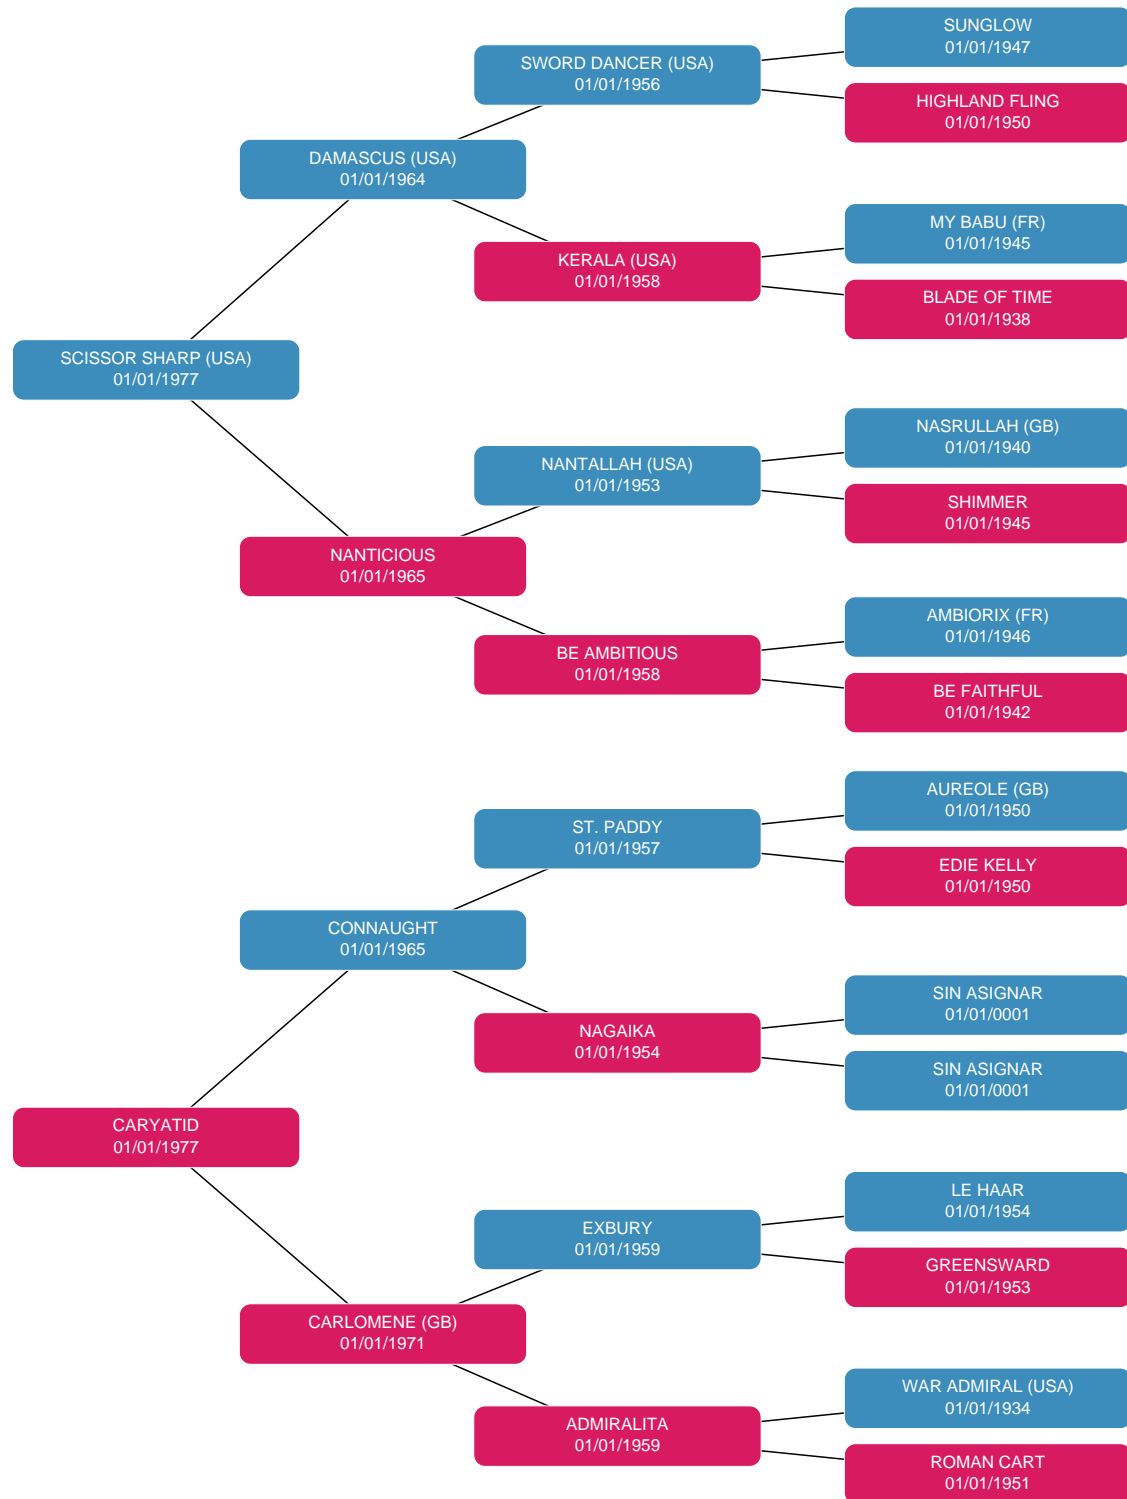 SUNGLOW
01/01/1947
SWORD DANCER (USA)
01/01/1956
HIGHLAND FLING
01/01/1950
DAMASCUS (USA)
01/01/1964
MY BABU (FR)
01/01/1945
KERALA (USA)
01/01/1958
BLADE OF TIME
01/01/1938
SCISSOR SHARP (USA)
01/01/1977
NASRULLAH (GB)
01/01/1940
NANTALLAH (USA)
01/01/1953
SHIMMER
01/01/1945
NANTICIOUS
01/01/1965
AMBIORIX (FR)
01/01/1946
BE AMBITIOUS
01/01/1958
BE FAITHFUL
01/01/1942
AUREOLE (GB)
01/01/1950
ST. PADDY
01/01/1957
EDIE KELLY
01/01/1950
CONNAUGHT
01/01/1965
SIN ASIGNAR
01/01/0001
NAGAIKA
01/01/1954
SIN ASIGNAR
01/01/0001
CARYATID
01/01/1977
LE HAAR
01/01/1954
EXBURY
01/01/1959
GREENSWARD
01/01/1953
CARLOMENE (GB)
01/01/1971
WAR ADMIRAL (USA)
01/01/1934
ADMIRALITA
01/01/1959
ROMAN CART
01/01/1951